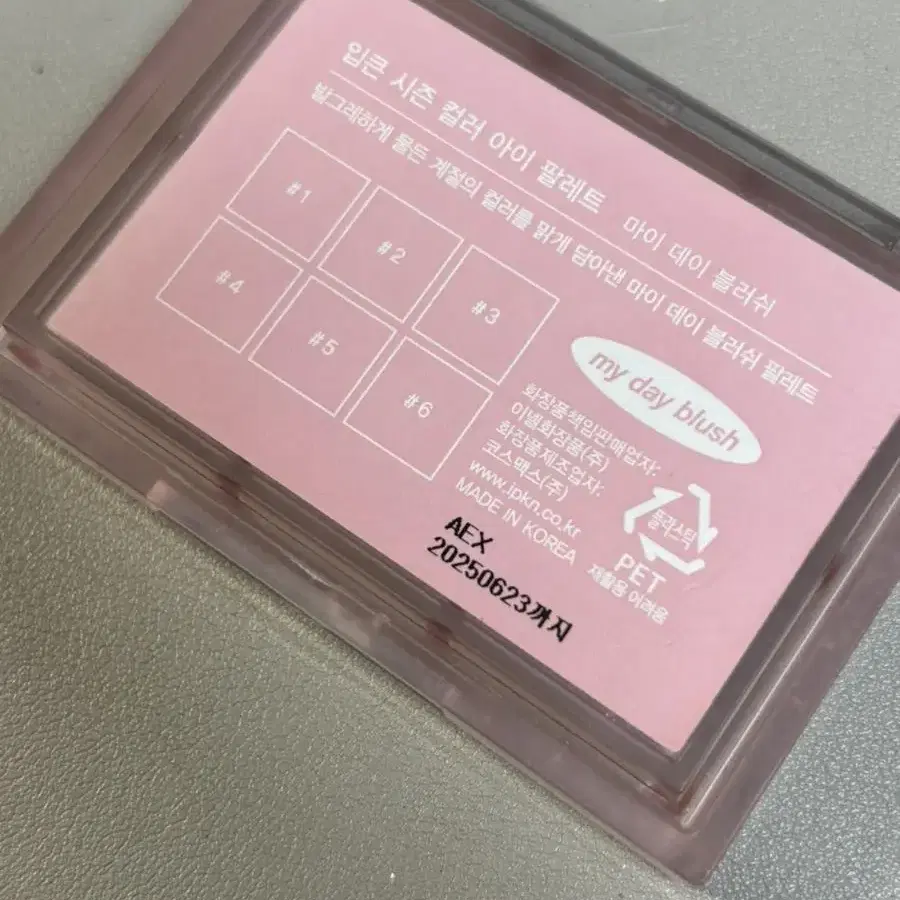 입큰 시즌 컬러 아이 팔레트 마이 데이 블러쉬
발그레하게 물든 계절의 컬러를 맑게 담아낸 마이 데이 블러쉬 팔레트
#1
#2
#3
#4
#5
#6
my day blush
화장품책임판매업자:
이벨화장품(주)
화장품제조업자:
코스맥스(주)
www.ipkn.co.kr
MADE IN KOREA
플라스틱
PET
재활용 어려움
AEX
20250623까지